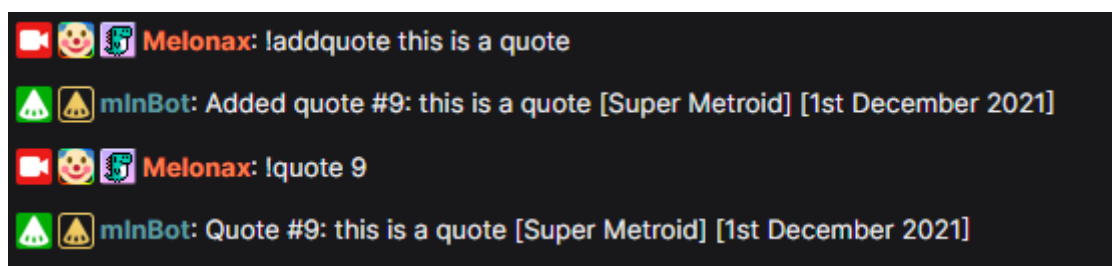 Melonax: !addquote this is a quote
mlnBot: Added quote #9: this is a quote [Super Metroid] [1st December 2021]
Melonax: !quote 9
mlnBot: Quote #9: this is a quote [Super Metroid] [1st December 2021]